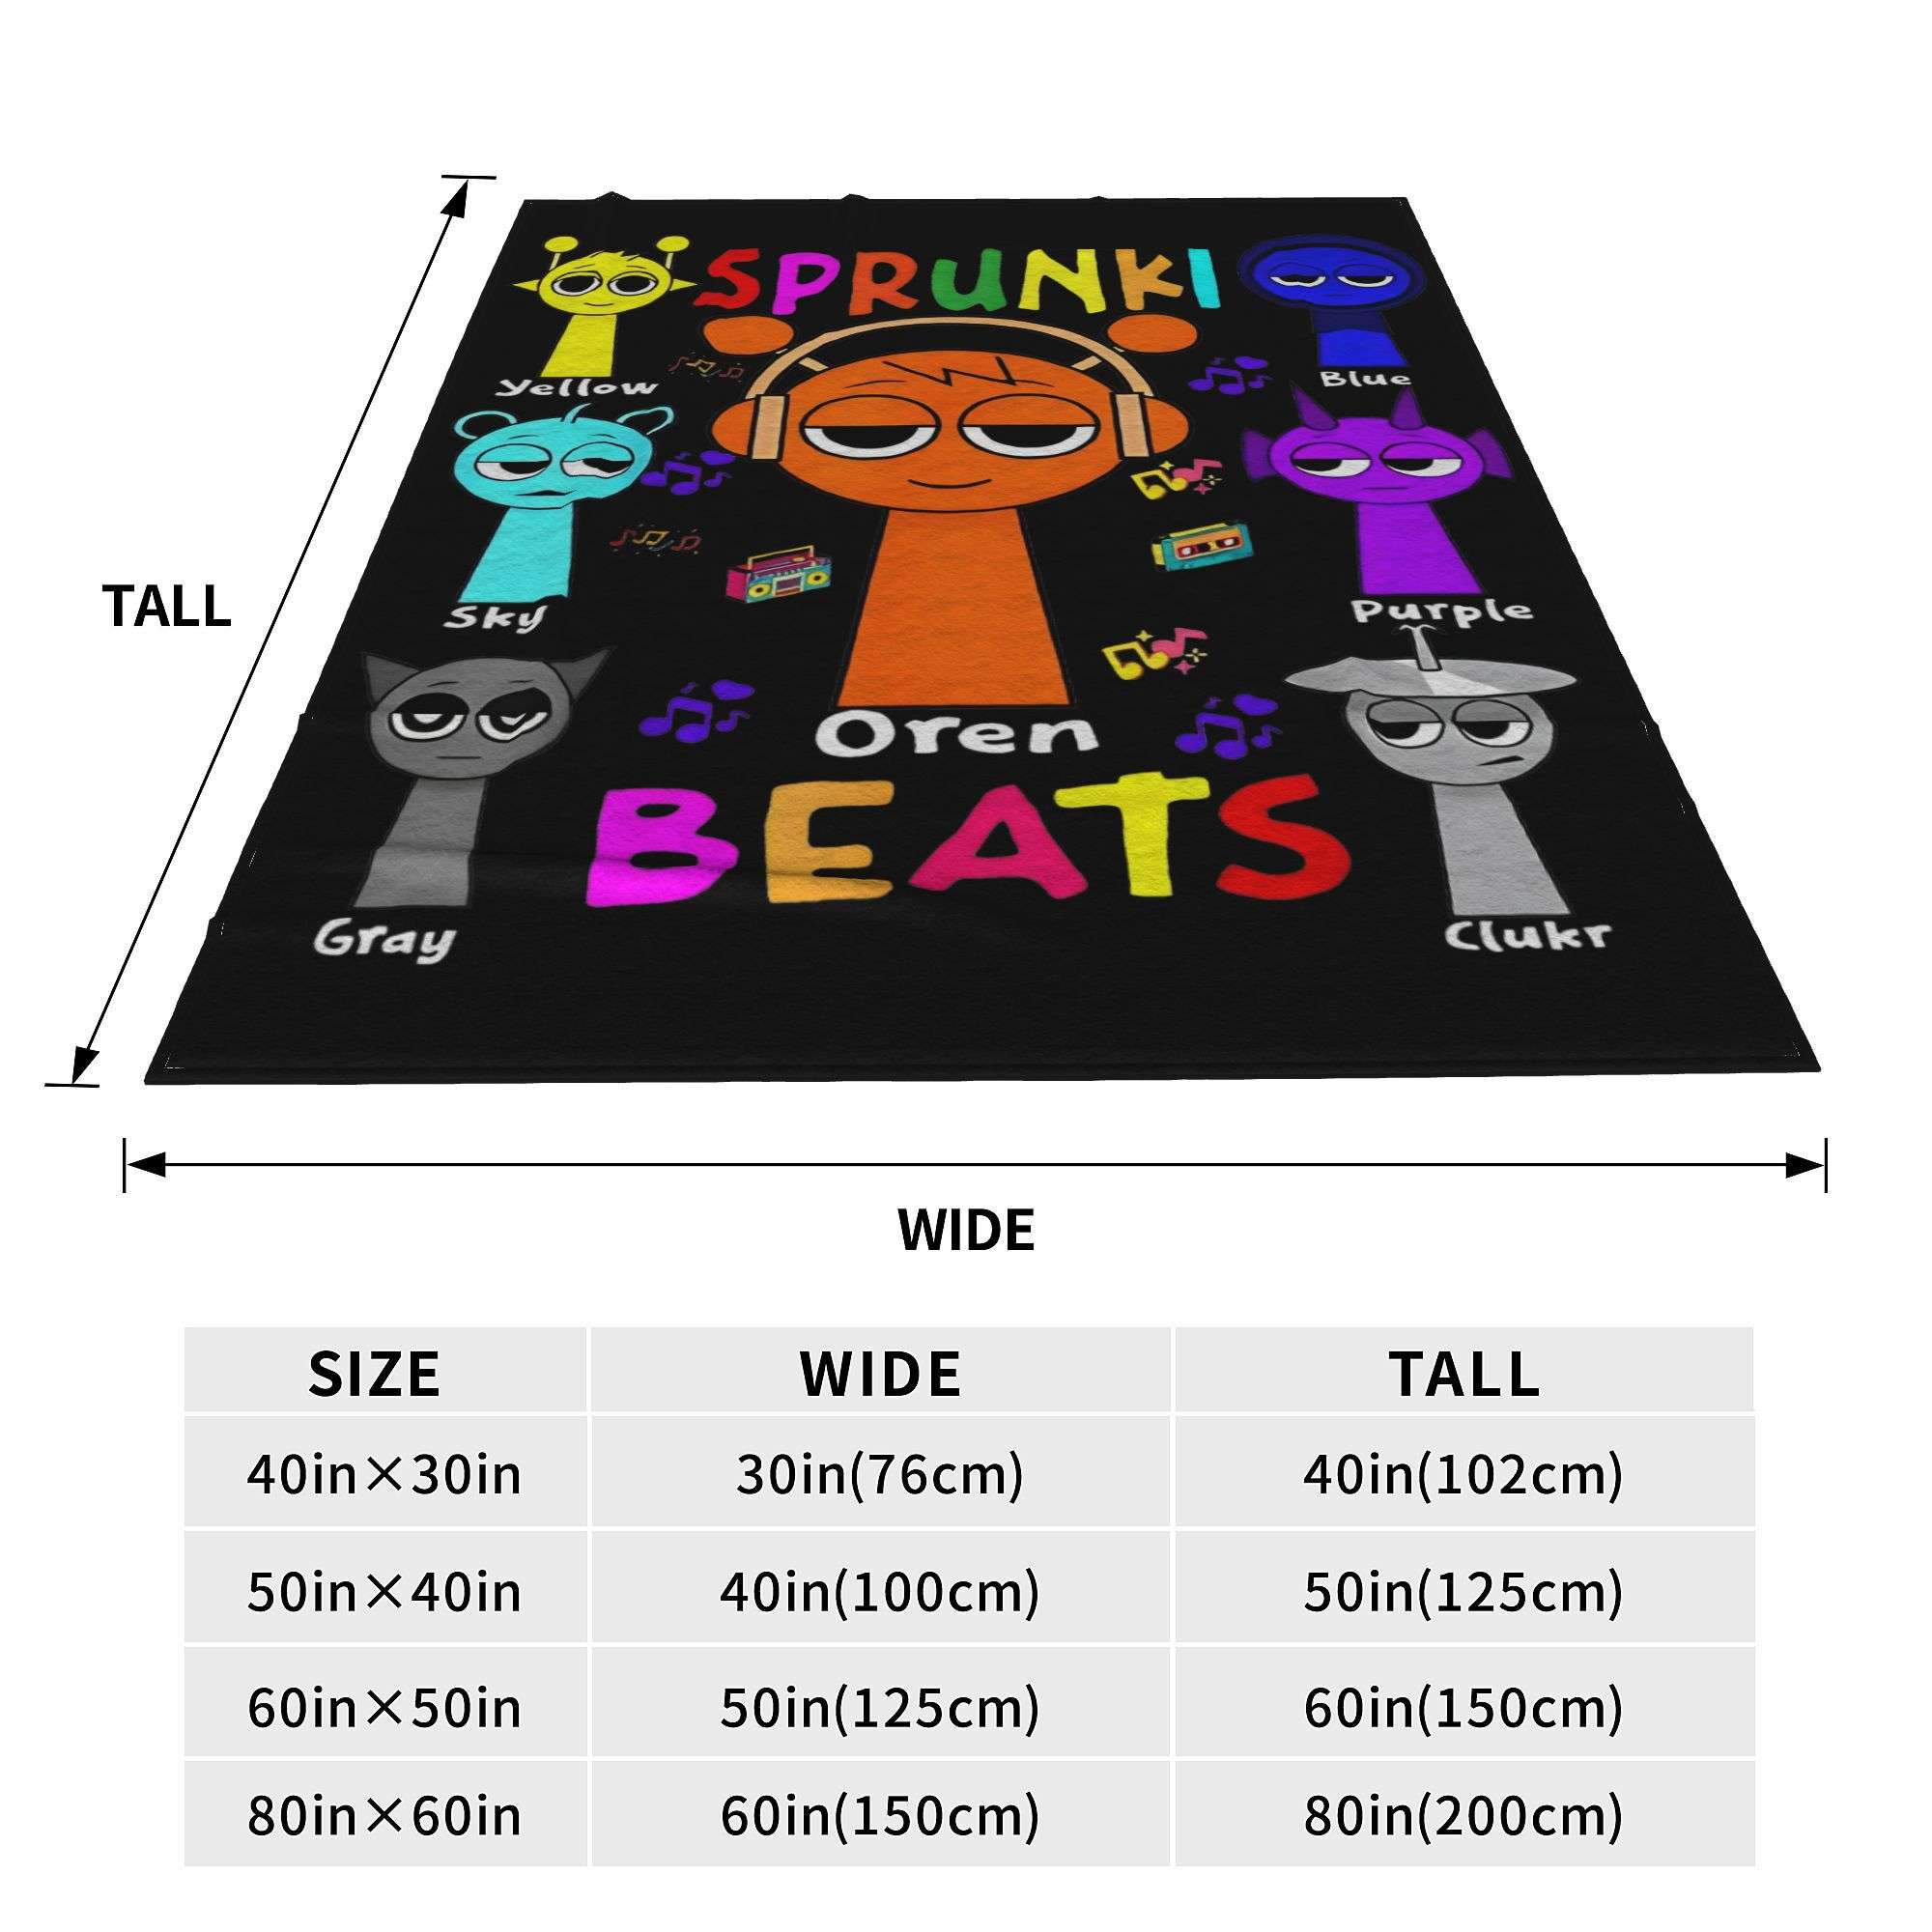 SPRUNKI
Yellow
Blue
Sky
Purple
Oren
BEATS
Gray
Clukr
TALL
WIDE
SIZE WIDE TALL
40in×30in 30in(76cm) 40in(102cm)
50in×40in 40in(100cm) 50in(125cm)
60in×50in 50in(125cm) 60in(150cm)
80in×60in 60in(150cm) 80in(200cm)